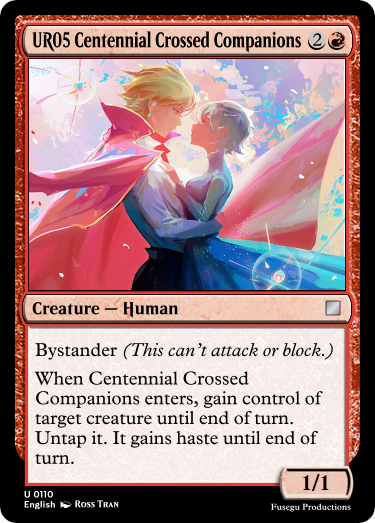 UR05 Centennial Crossed Companions 2
Creature — Human
Bystander (This can't attack or block.)
When Centennial Crossed
Companions enters, gain control of
target creature until end of turn.
Untap it. It gains haste until end of
turn.
1/1
U 0110
English Ross Tran
Fusegu Productions